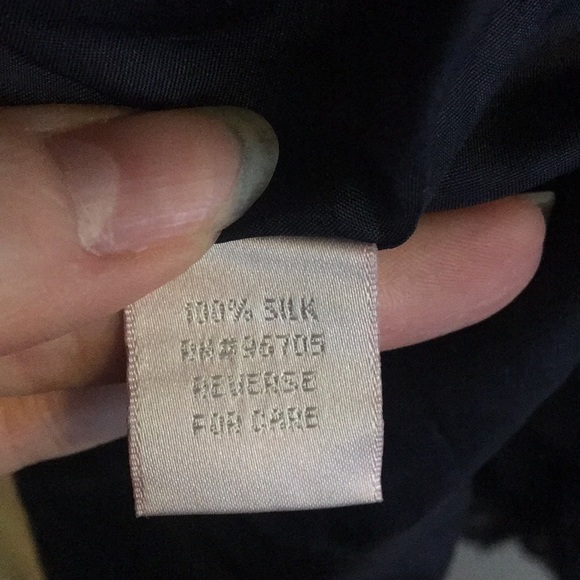 100% SILK
RN#96705
REVERSE
FOR CARE